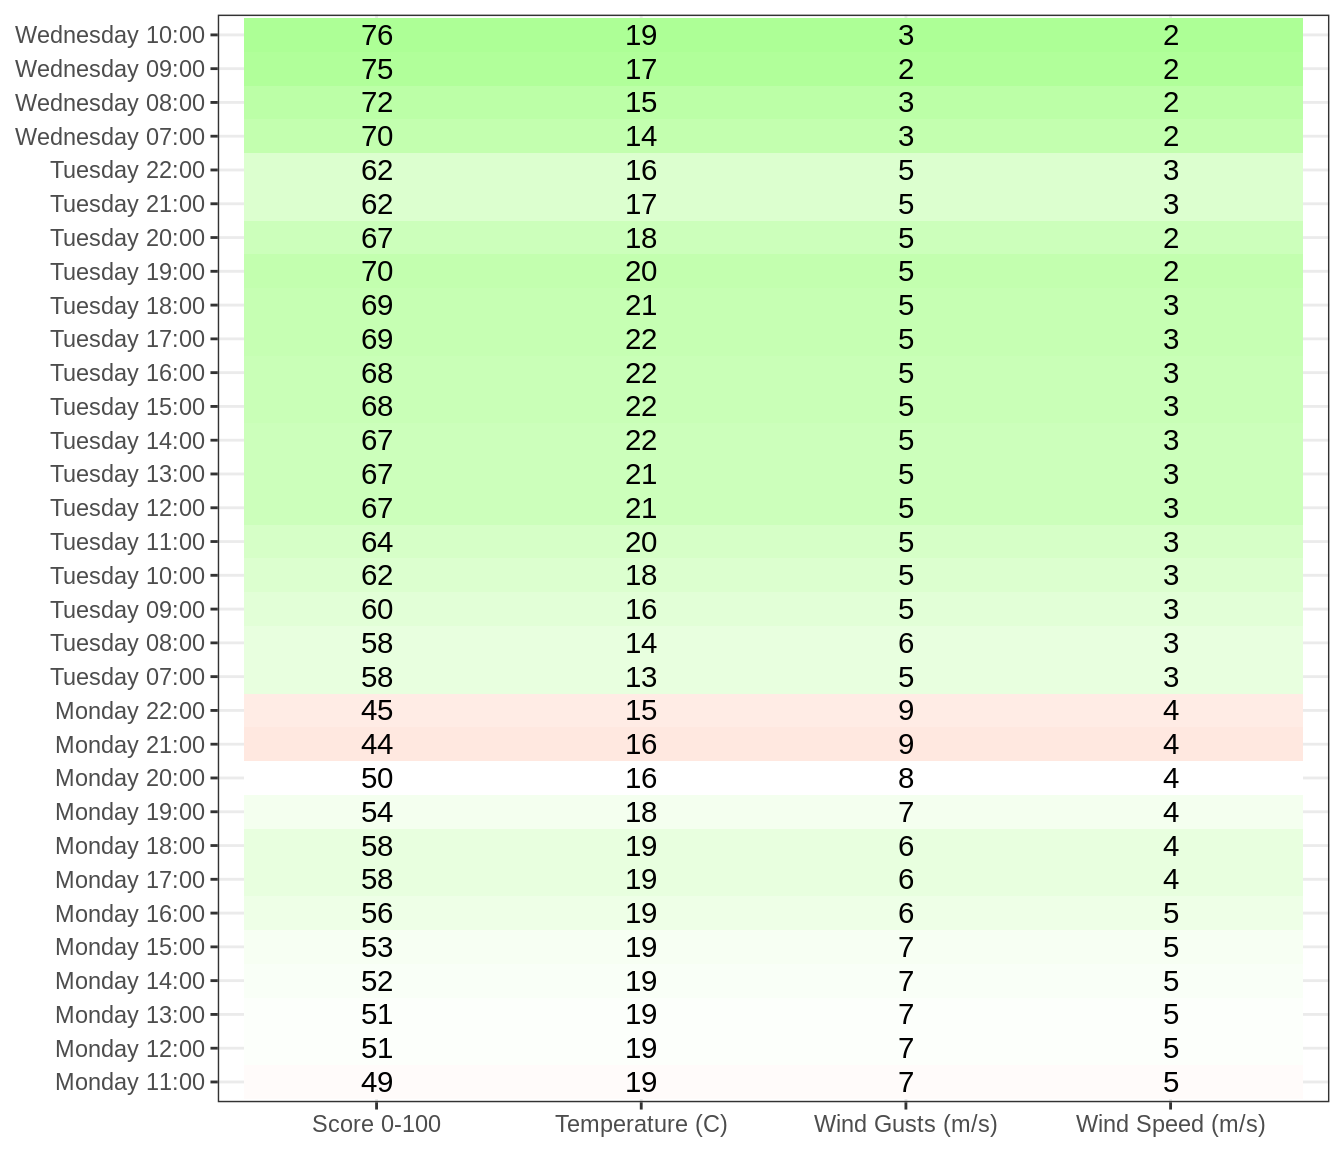 Wednesday 10:00 76 19 3 2
Wednesday 09:00 75 17 2 2
Wednesday 08:00 72 15 3 2
Wednesday 07:00 70 14 3 2
Tuesday 22:00 62 16 5 3
Tuesday 21:00 62 17 5 3
Tuesday 20:00 67 18 5 2
Tuesday 19:00 70 20 5 2
Tuesday 18:00 69 21 5 3
Tuesday 17:00 69 22 5 3
Tuesday 16:00 68 22 5 3
Tuesday 15:00 68 22 5 3
Tuesday 14:00 67 22 5 3
Tuesday 13:00 67 21 5 3
Tuesday 12:00 67 21 5 3
Tuesday 11:00 64 20 5 3
Tuesday 10:00 62 18 5 3
Tuesday 09:00 60 16 5 3
Tuesday 08:00 58 14 6 3
Tuesday 07:00 58 13 5 3
Monday 22:00 45 15 9 4
Monday 21:00 44 16 9 4
Monday 20:00 50 16 8 4
Monday 19:00 54 18 7 4
Monday 18:00 58 19 6 4
Monday 17:00 58 19 6 4
Monday 16:00 56 19 6 5
Monday 15:00 53 19 7 5
Monday 14:00 52 19 7 5
Monday 13:00 51 19 7 5
Monday 12:00 51 19 7 5
Monday 11:00 49 19 7 5
Score 0-100 Temperature (C) Wind Gusts (m/s) Wind Speed (m/s)